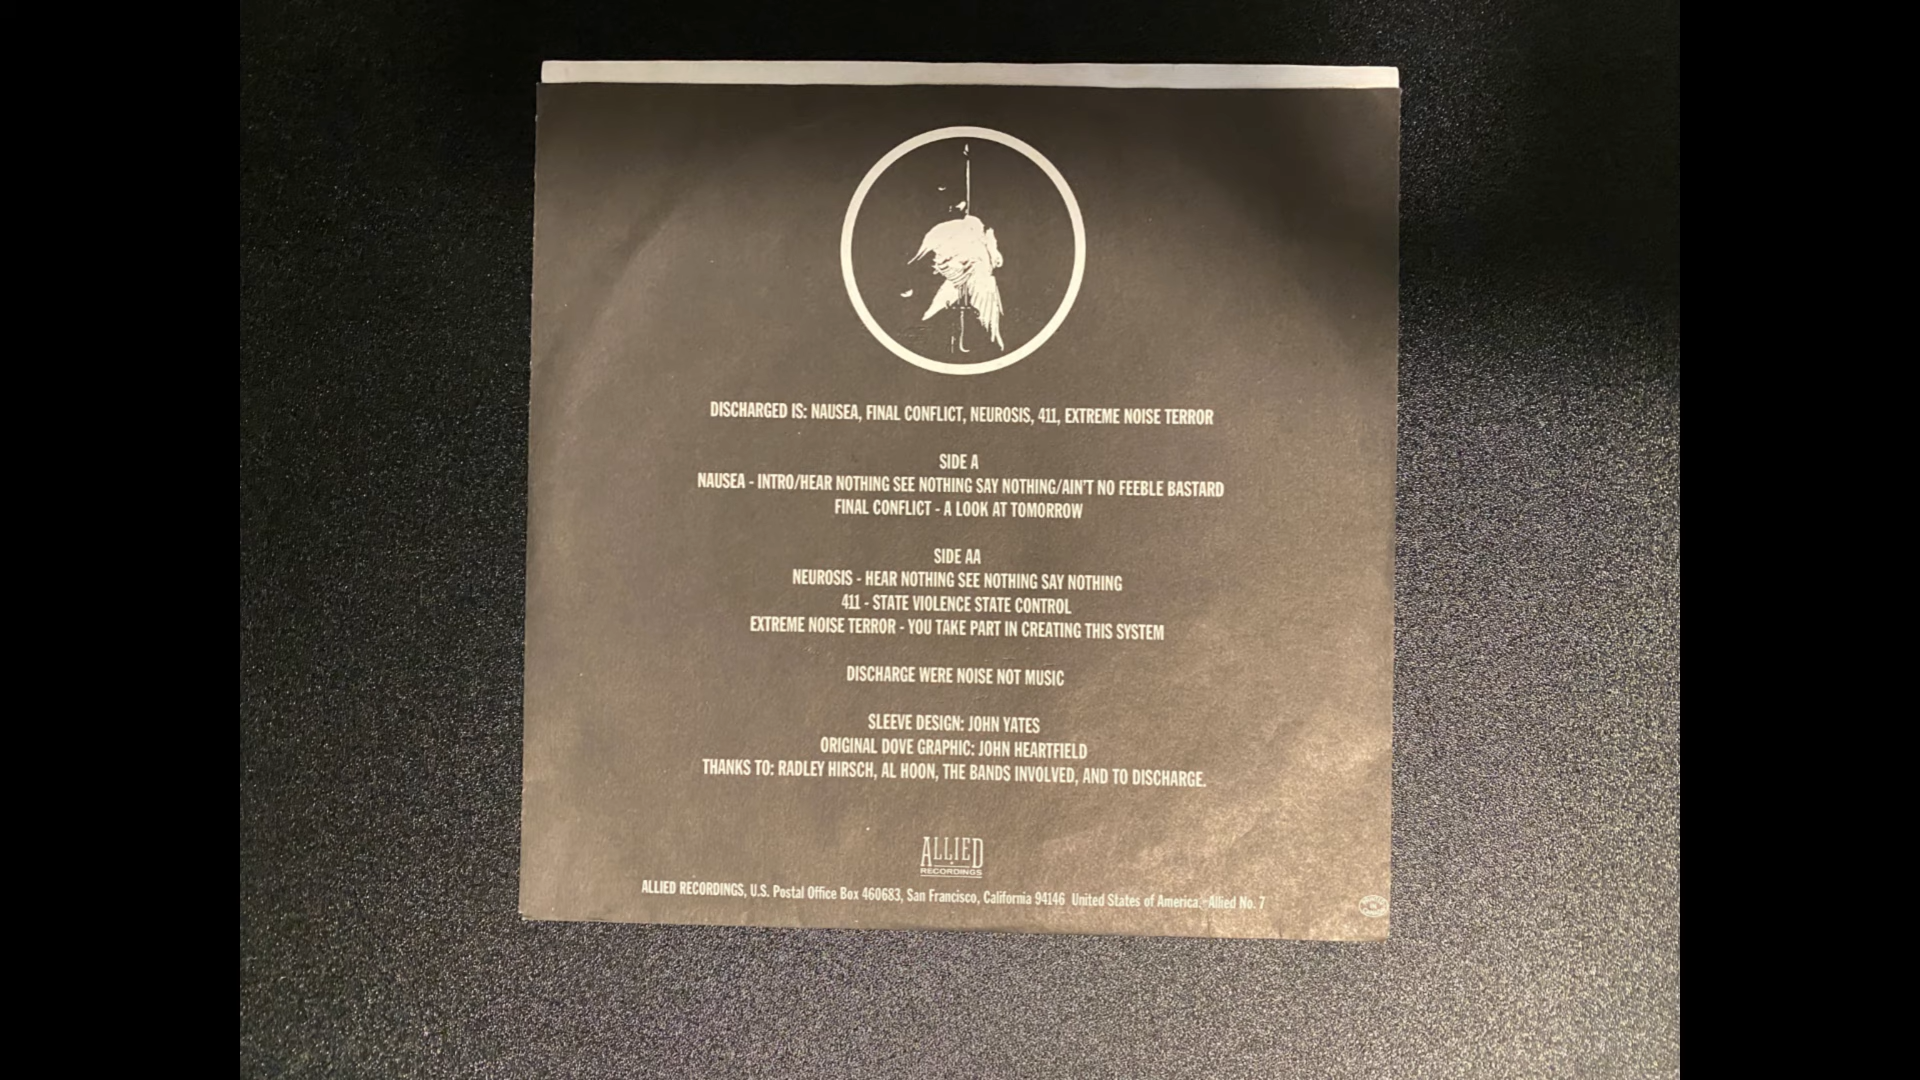 DISCHARGED IS: NAUSEA, FINAL CONFLICT, NEUROSIS, 411, EXTREME NOISE TERROR
SIDE A
NAUSEA - INTRO/HEAR NOTHING SEE NOTHING SAY NOTHING/AIN'T NO FEEBLE BASTARD
FINAL CONFLICT - A LOOK AT TOMORROW
SIDE AA
NEUROSIS - HEAR NOTHING SEE NOTHING SAY NOTHING
411 - STATE VIOLENCE STATE CONTROL
EXTREME NOISE TERROR - YOU TAKE PART IN CREATING THIS SYSTEM
DISCHARGE WERE NOISE NOT MUSIC
SLEEVE DESIGN: JOHN YATES
ORIGINAL DOVE GRAPHIC: JOHN HEARTFIELD
THANKS TO: RADLEY HIRSCH, AL HOON, THE BANDS INVOLVED, AND TO DISCHARGE.
ALLIED
RECORDINGS
ALLIED RECORDINGS, U.S. Postal Office Box 460683, San Francisco, California 94146 United States of America. Allied No. 7